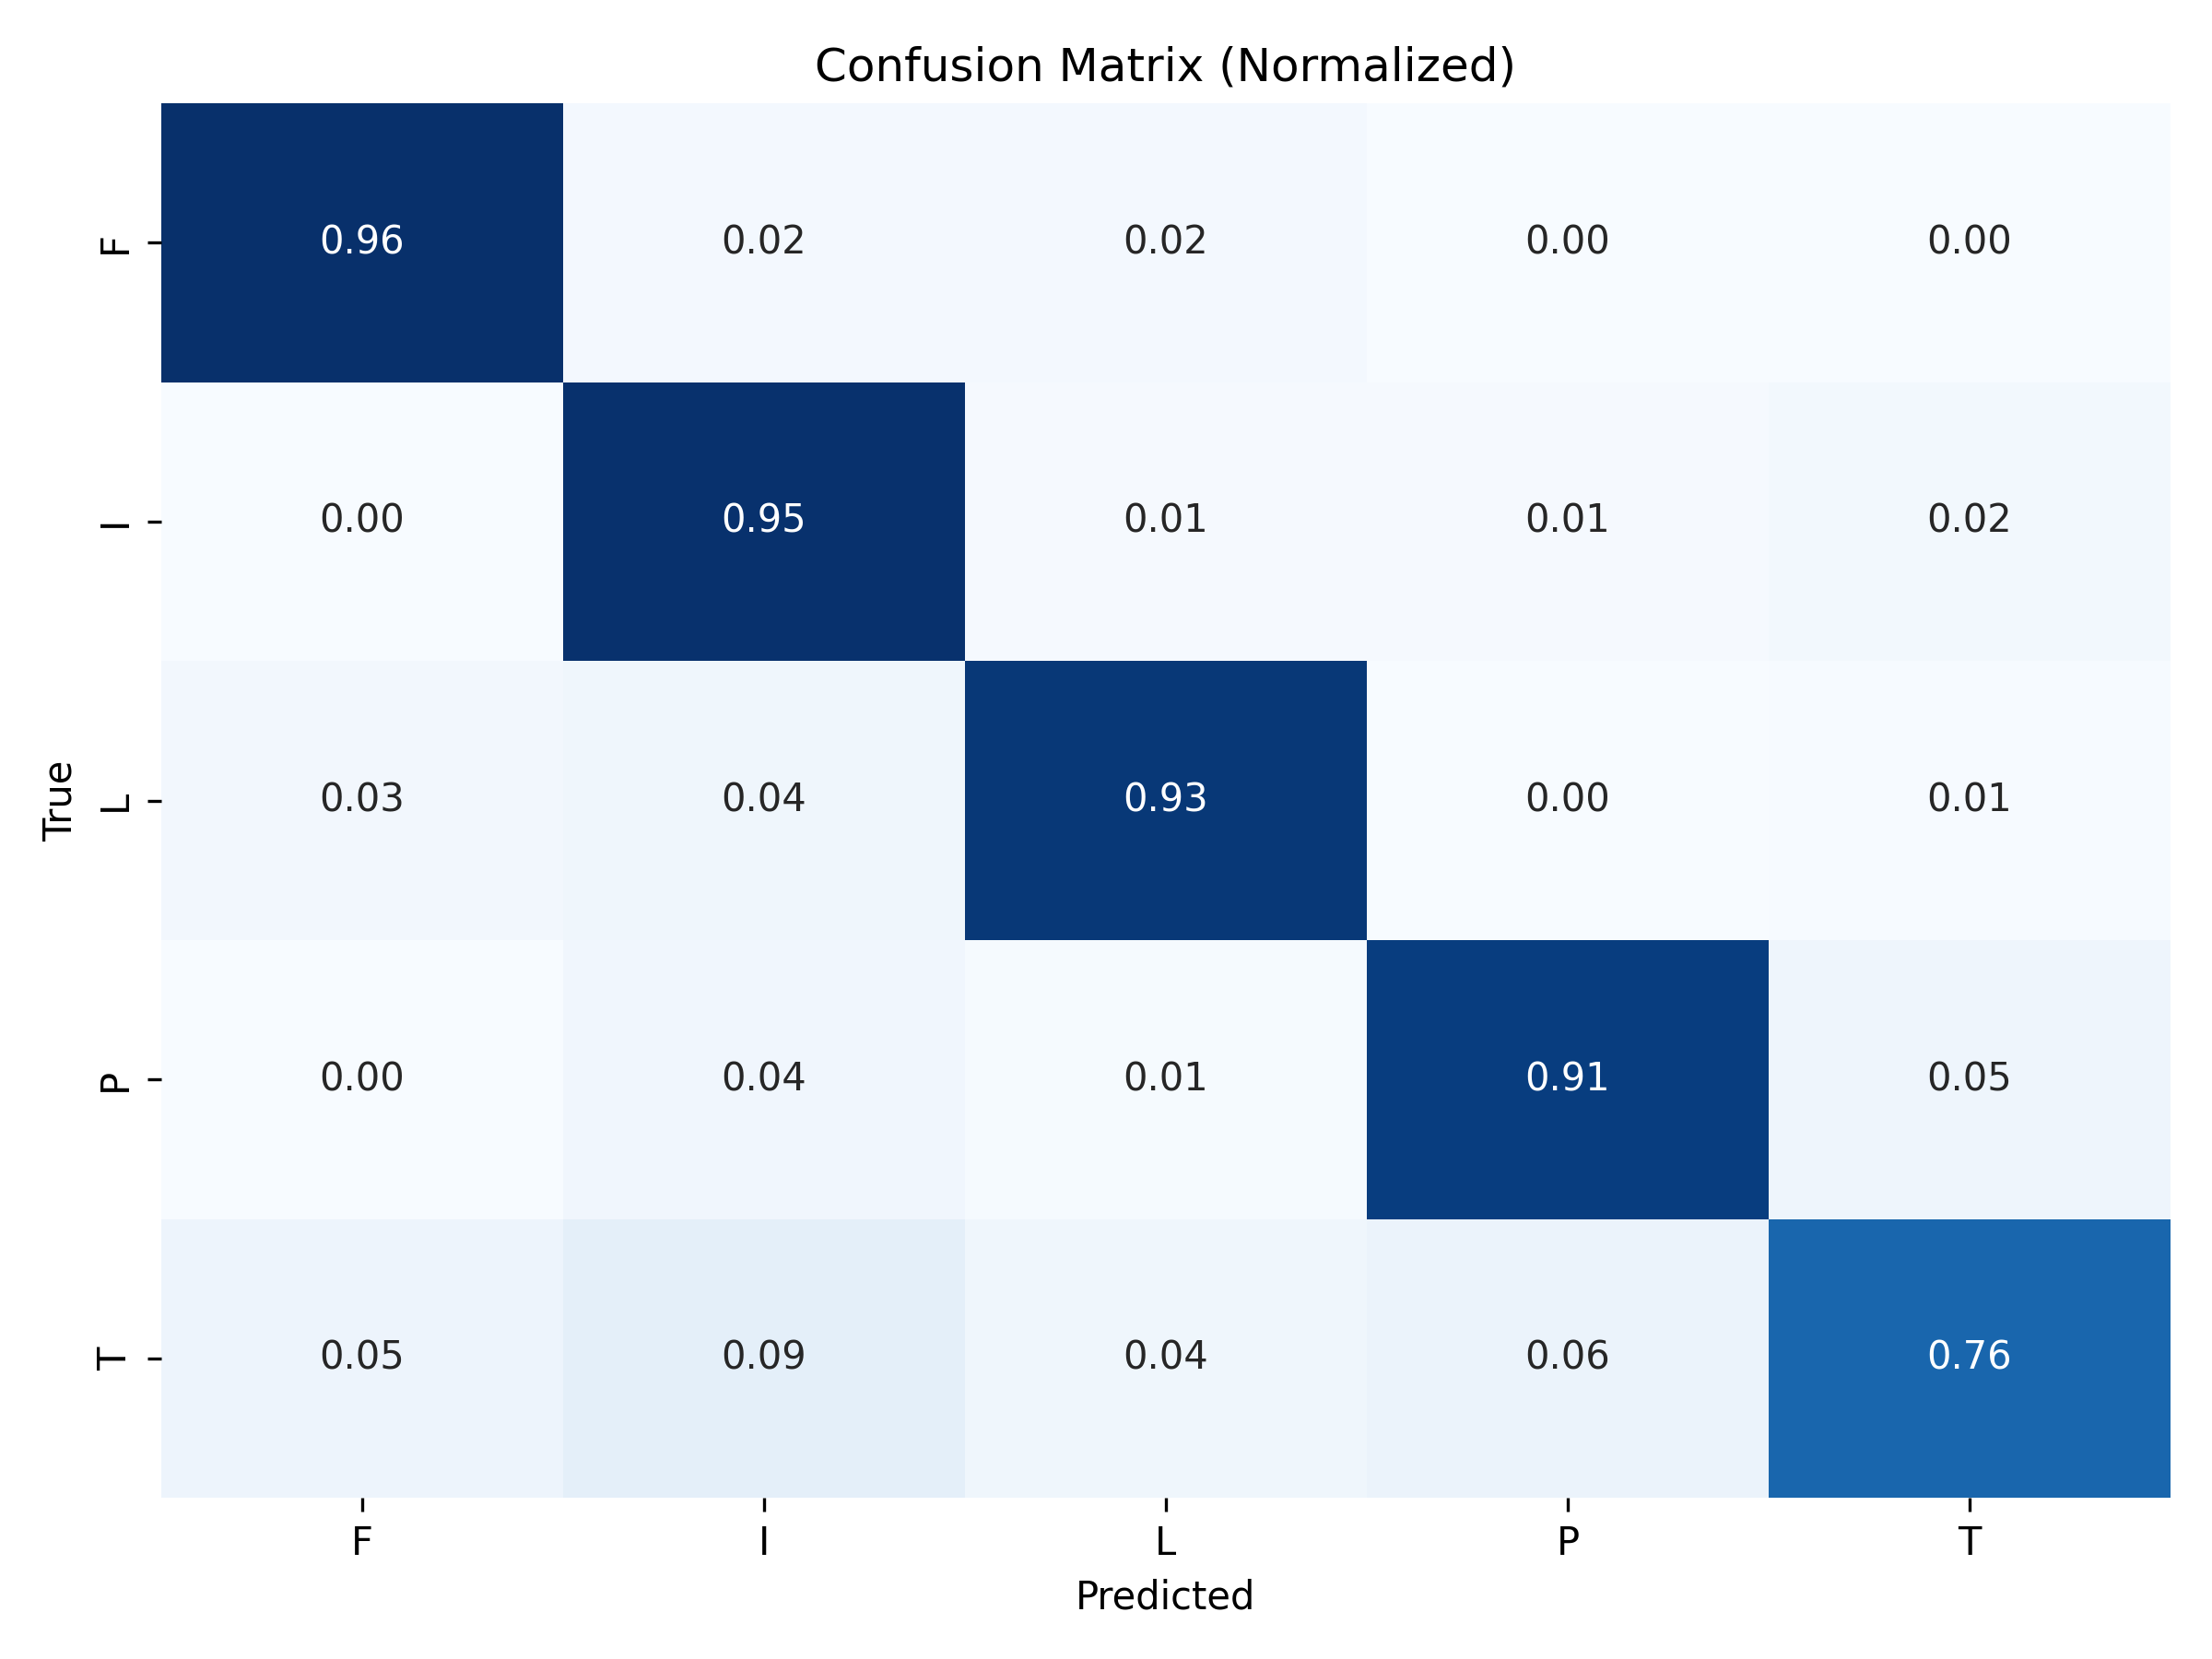 Confusion Matrix (Normalized)
F 0.96 0.02 0.02 0.00 0.00
I 0.00 0.95 0.01 0.01 0.02
L 0.03 0.04 0.93 0.00 0.01
P 0.00 0.04 0.01 0.91 0.05
T 0.05 0.09 0.04 0.06 0.76
True
F I L P T
Predicted